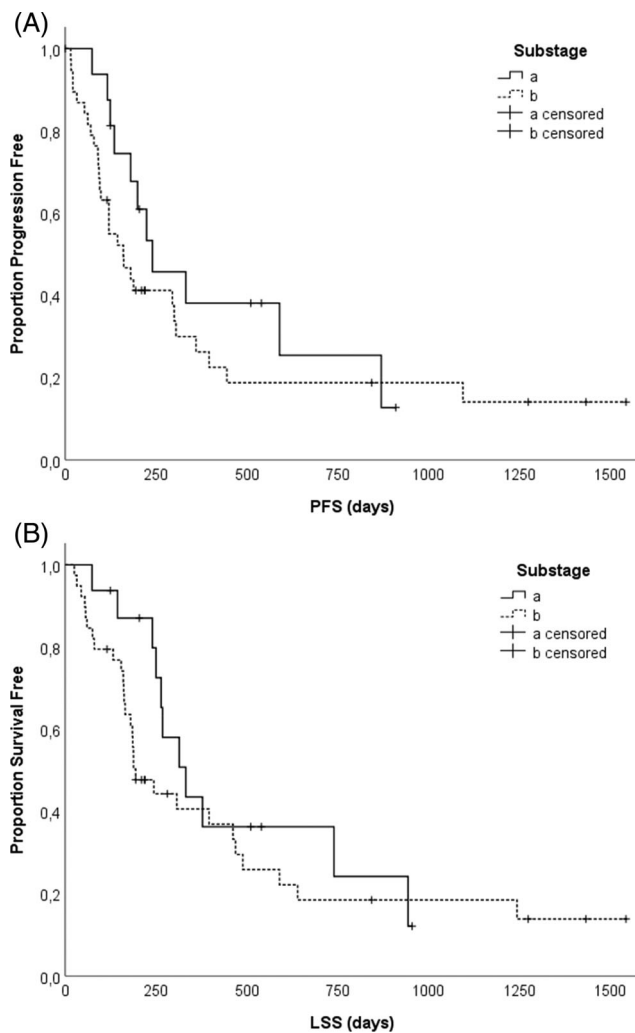 (A)
Substage
a
b
a censored
b censored
1,0
0,8
0,6
0,4
0,2
0,0
Proportion Progression Free
0 250 500 750 1000 1250 1500
PFS (days)
(B)
Substage
a
b
a censored
b censored
1,0
0,8
0,6
0,4
0,2
0,0
Proportion Survival Free
0 250 500 750 1000 1250 1500
LSS (days)